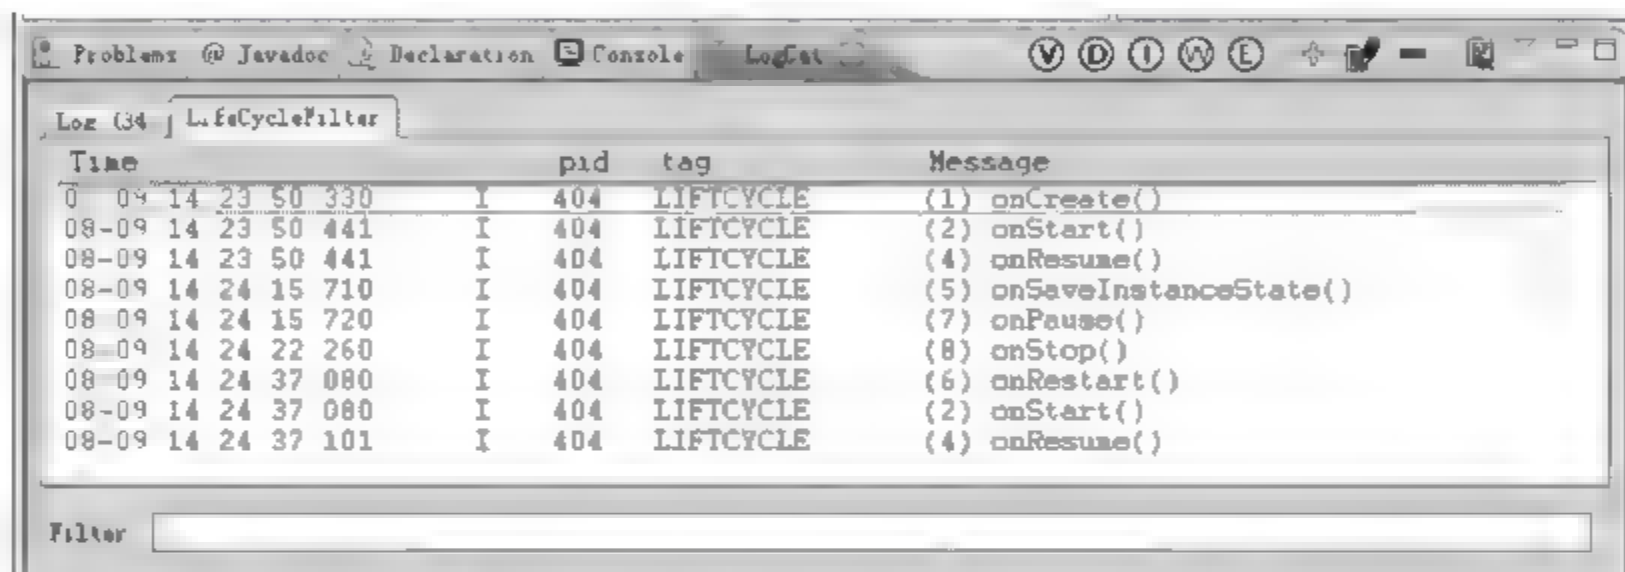 Problems @ Javadoc Declaration Console LogCat V D I W E
Log (34 LifeCycleFilter
Time pid tag Message
0 09 14 23 50 330 I 404 LIFTCYCLE (1) onCreate()
08-09 14 23 50 441 I 404 LIFTCYCLE (2) onStart()
08-09 14 23 50 441 I 404 LIFTCYCLE (4) onResume()
08-09 14 24 15 710 I 404 LIFTCYCLE (5) onSaveInstanceState()
08 09 14 24 15 720 I 404 LIFTCYCLE (7) onPause()
08 09 14 24 22 260 I 404 LIFTCYCLE (8) onStop()
08 09 14 24 37 080 I 404 LIFTCYCLE (6) onRestart()
08-09 14 24 37 080 I 404 LIFTCYCLE (2) onStart()
08-09 14 24 37 101 I 404 LIFTCYCLE (4) onResume()
Filter